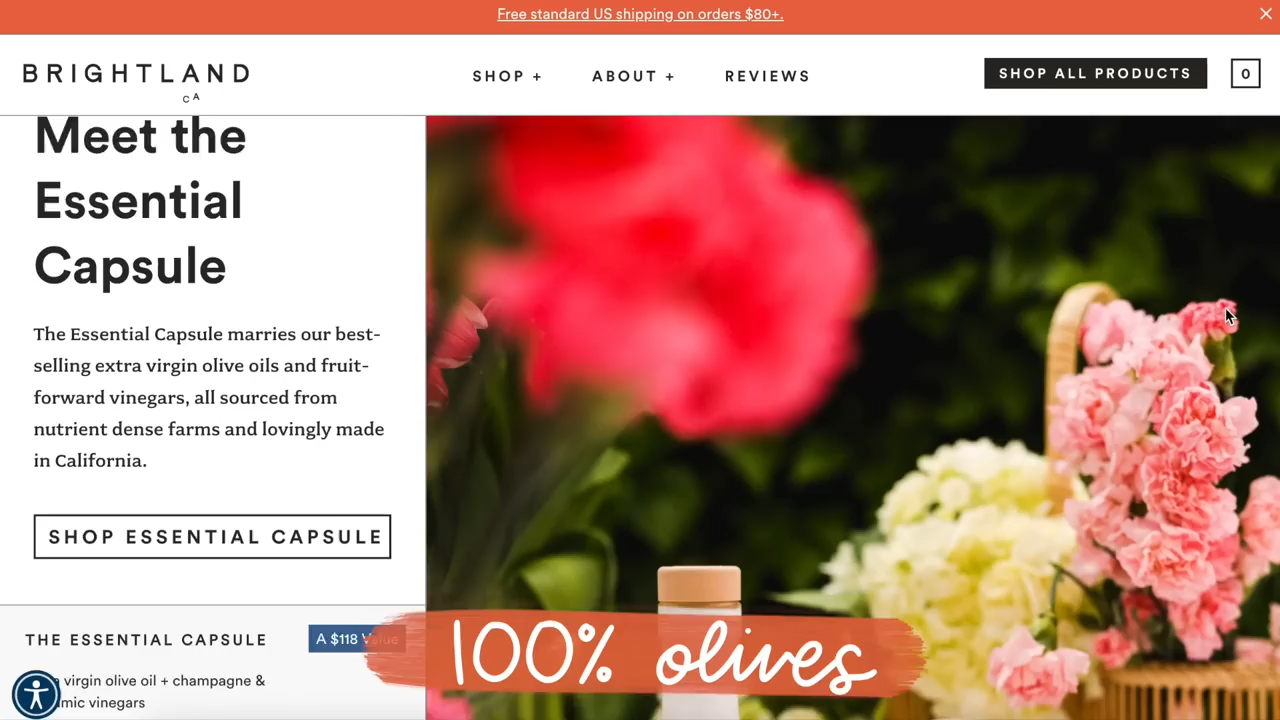 Free standard US shipping on orders $80+.
BRIGHTLAND
CA
SHOP +
ABOUT +
REVIEWS
SHOP ALL PRODUCTS
0
Meet the
Essential
Capsule
The Essential Capsule marries our best-
selling extra virgin olive oils and fruit-
forward vinegars, all sourced from
nutrient dense farms and lovingly made
in California.
SHOP ESSENTIAL CAPSULE
THE ESSENTIAL CAPSULE
A $118 Value
100% olives
virgin olive oil + champagne &
vinegars